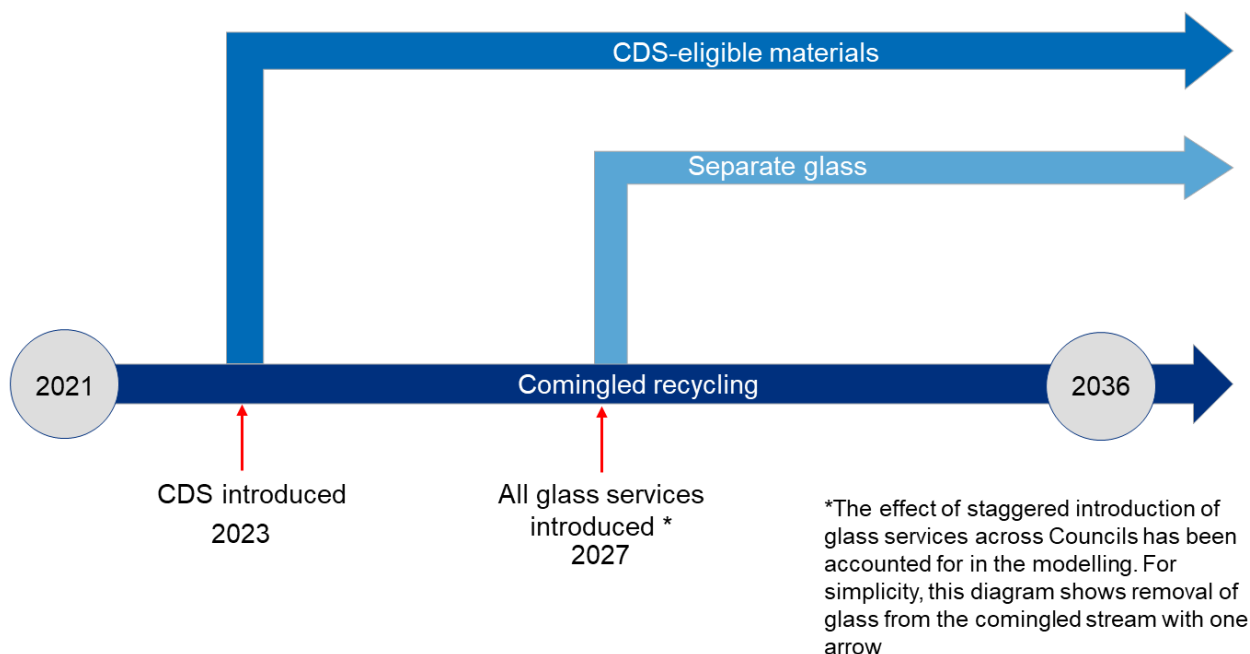 CDS-eligible materials
Separate glass
2021
Comingled recycling
2036
CDS introduced
2023
All glass services
introduced *
2027
*The effect of staggered introduction of
glass services across Councils has been
accounted for in the modelling. For
simplicity, this diagram shows removal of
glass from the comingled stream with one
arrow